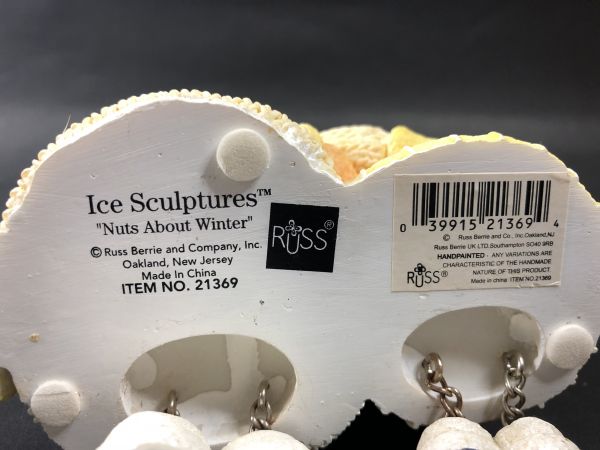 Ice Sculptures™
"Nuts About Winter"
© Russ Berrie and Company, Inc.
Oakland, New Jersey
Made In China
ITEM NO. 21369
RUSS®
0 39915 21369 4
© Russ Berrie and Co., Inc.Oakland,NJ
Russ Berrie UK LTD.Southampton SO40 9RB
HANDPAINTED - ANY VARIATIONS ARE
CHARACTERISTIC OF THE HANDMADE
NATURE OF THIS PRODUCT
RUSS® Made in china ITEM NO.21369